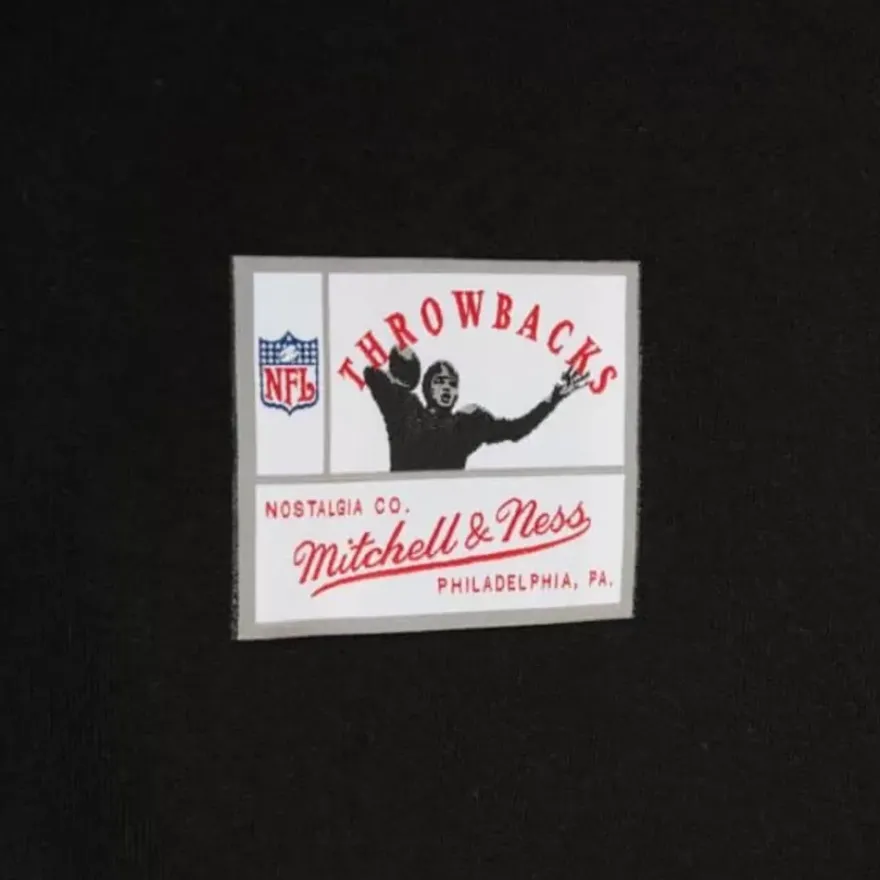 THROWBACKS
NFL
NOSTALGIA CO.
Mitchell & Ness
PHILADELPHIA, PA.